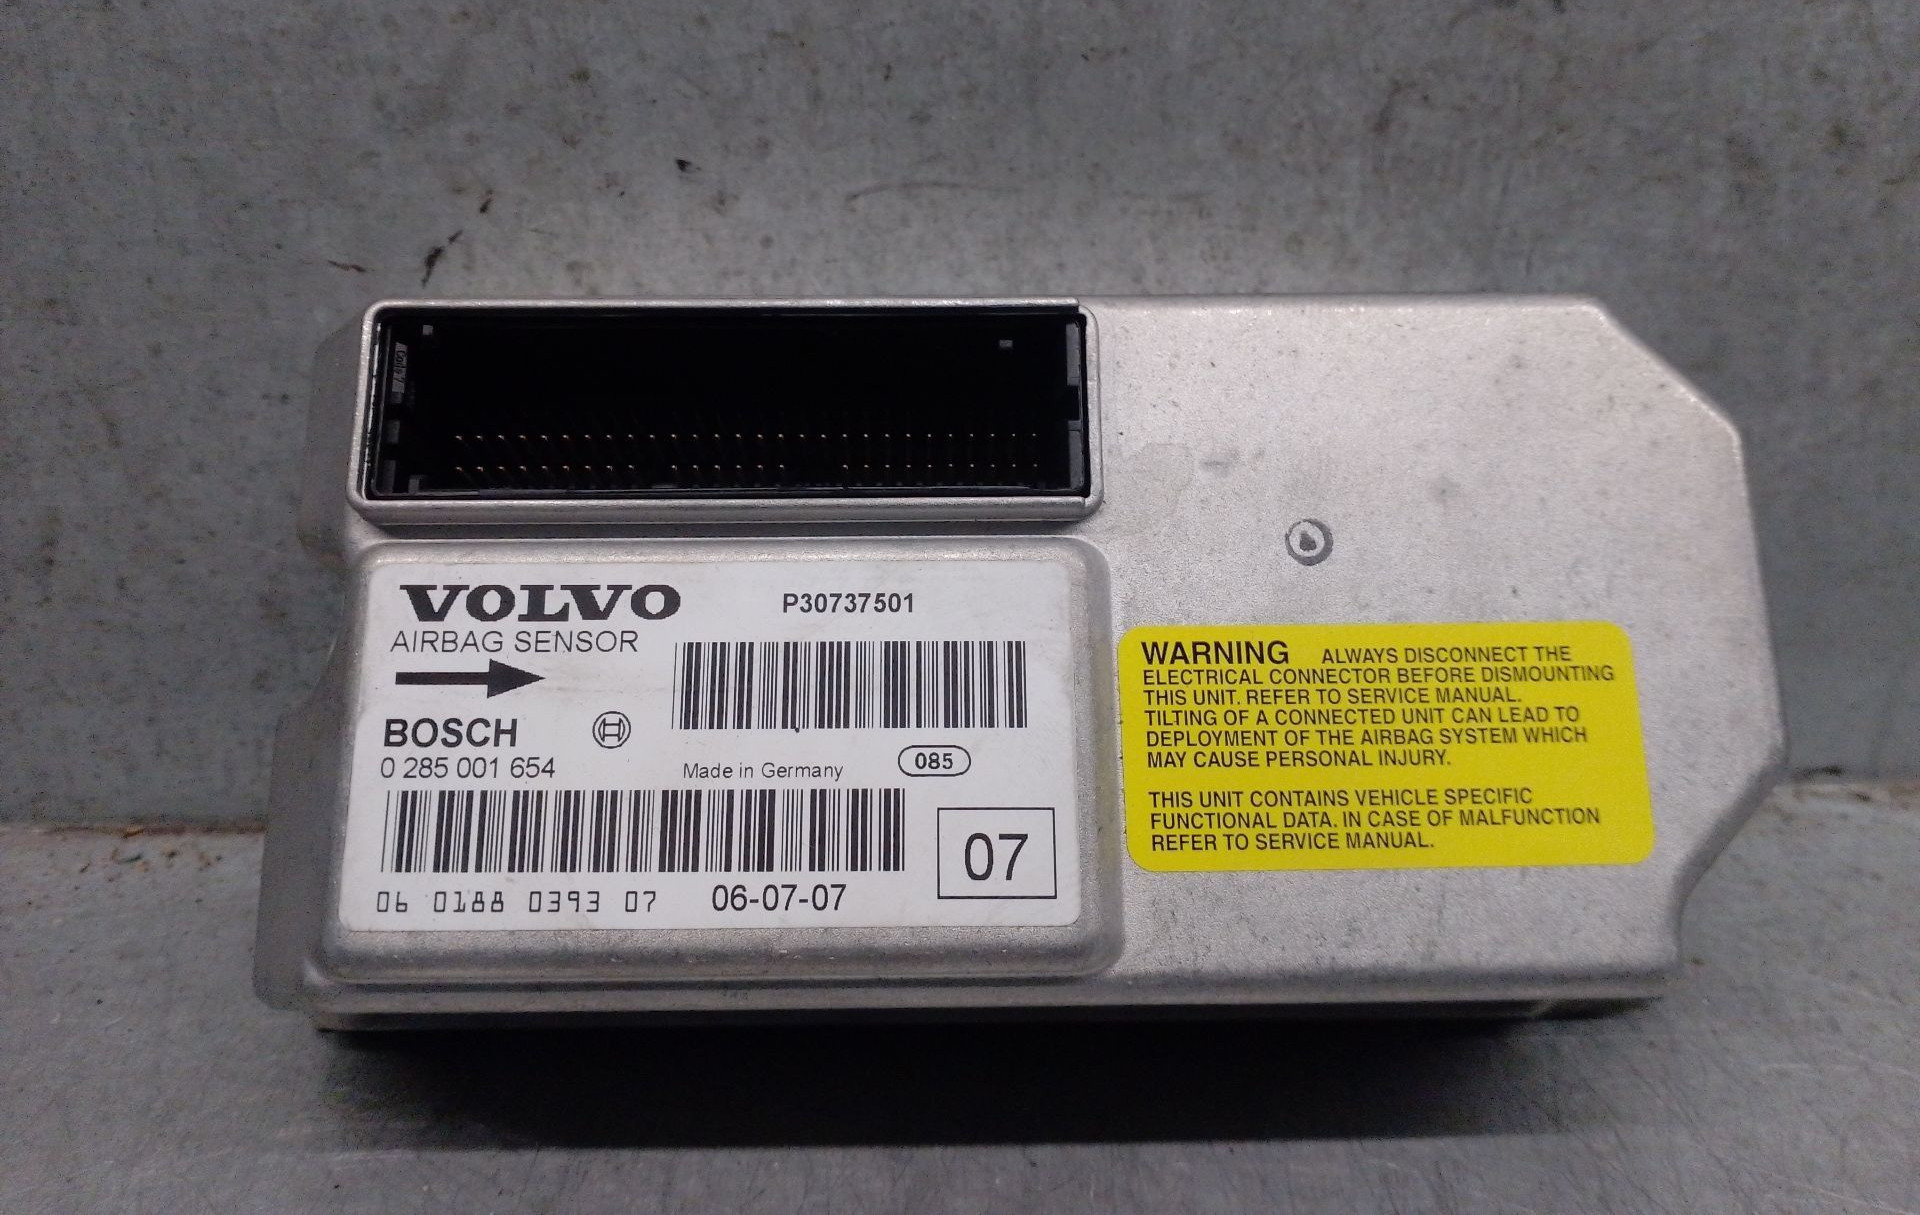 VOLVO
P30737501
AIRBAG SENSOR
BOSCH
0 285 001 654
Made in Germany
085
06 0188 0393 07
06-07-07
07
WARNING ALWAYS DISCONNECT THE
ELECTRICAL CONNECTOR BEFORE DISMOUNTING
THIS UNIT. REFER TO SERVICE MANUAL.
TILTING OF A CONNECTED UNIT CAN LEAD TO
DEPLOYMENT OF THE AIRBAG SYSTEM WHICH
MAY CAUSE PERSONAL INJURY.
THIS UNIT CONTAINS VEHICLE SPECIFIC
FUNCTIONAL DATA. IN CASE OF MALFUNCTION
REFER TO SERVICE MANUAL.